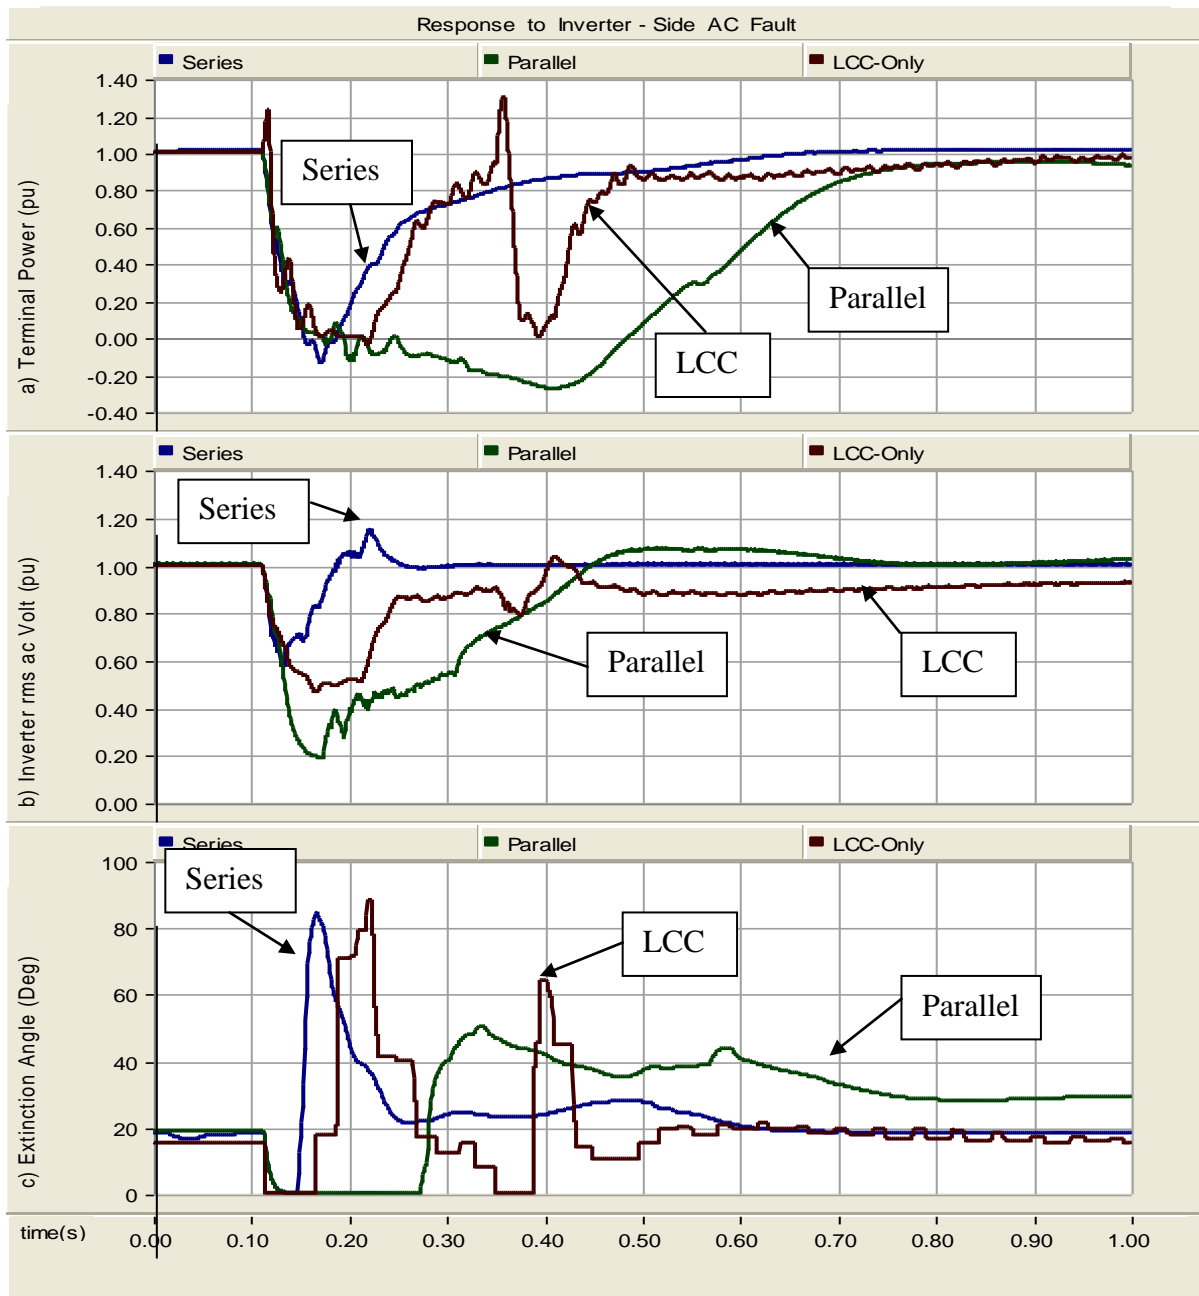 Response to Inverter - Side AC Fault
Series Parallel LCC-Only
a) Terminal Power (pu)
1.40
1.20
1.00
0.80
0.60
0.40
0.20
0.00
-0.20
-0.40
Series
Parallel
LCC
Series Parallel LCC-Only
b) Inverter rms ac Volt (pu)
1.40
1.20
1.00
0.80
0.60
0.40
0.20
0.00
Series
Parallel
LCC
Series Parallel LCC-Only
c) Extinction Angle (Deg)
100
80
60
40
20
0
Series
LCC
Parallel
time(s) 0.00 0.10 0.20 0.30 0.40 0.50 0.60 0.70 0.80 0.90 1.00